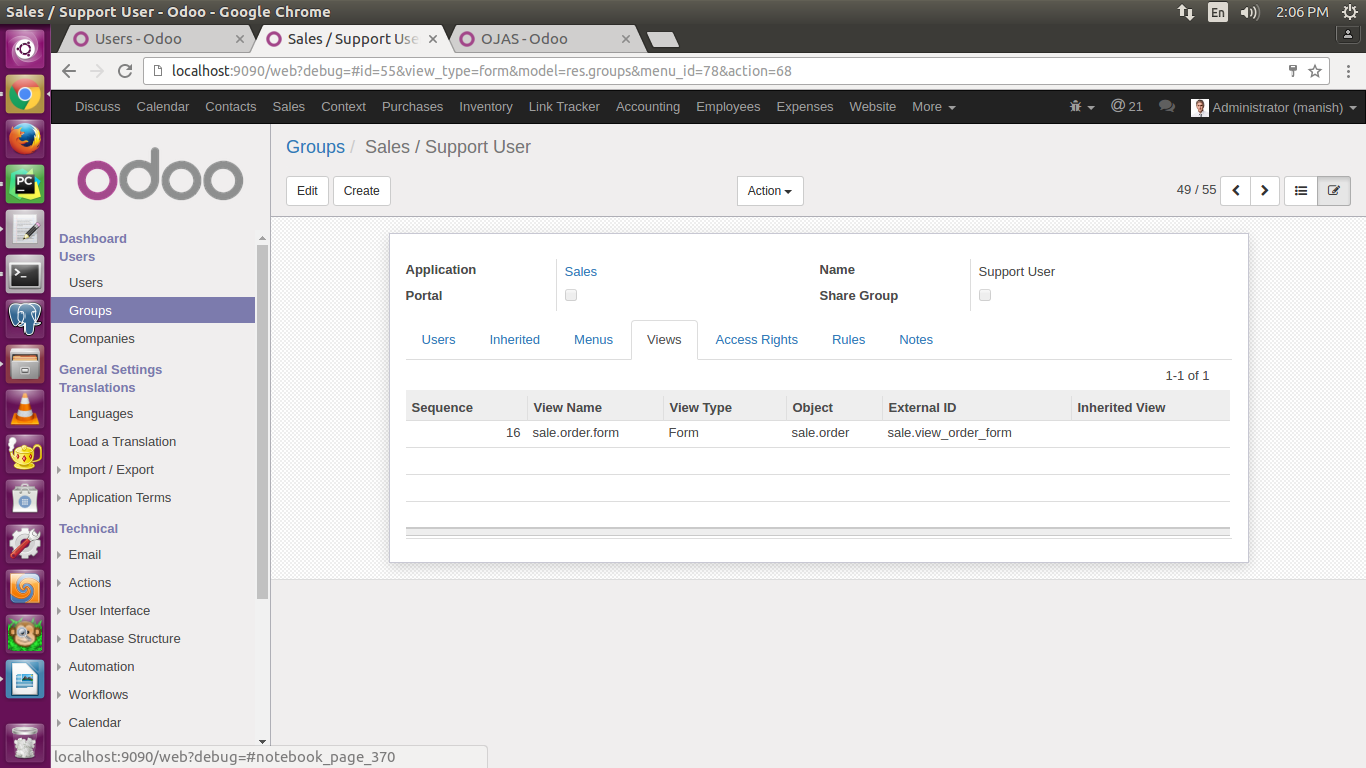 Sales / Support User - Odoo - Google Chrome
En
2:06 PM
Users - Odoo
Sales / Support Use
OJAS - Odoo
localhost:9090/web?debug=#id=55&view_type=form&model=res.groups&menu_id=78&action=68
Discuss Calendar Contacts Sales Context Purchases Inventory Link Tracker Accounting Employees Expenses Website More
@ 21
Administrator (manish)
odoo
Groups / Sales / Support User
Edit Create
Action
49 / 55
Dashboard
Users
Users
Groups
Companies
General Settings
Translations
Languages
Load a Translation
Import / Export
Application Terms
Technical
Email
Actions
User Interface
Database Structure
Automation
Workflows
Calendar
Application Sales
Name Support User
Portal
Share Group
Users Inherited Menus Views Access Rights Rules Notes
1-1 of 1
Sequence View Name View Type Object External ID Inherited View
16 sale.order.form Form sale.order sale.view_order_form
localhost:9090/web?debug=#notebook_page_370
PC